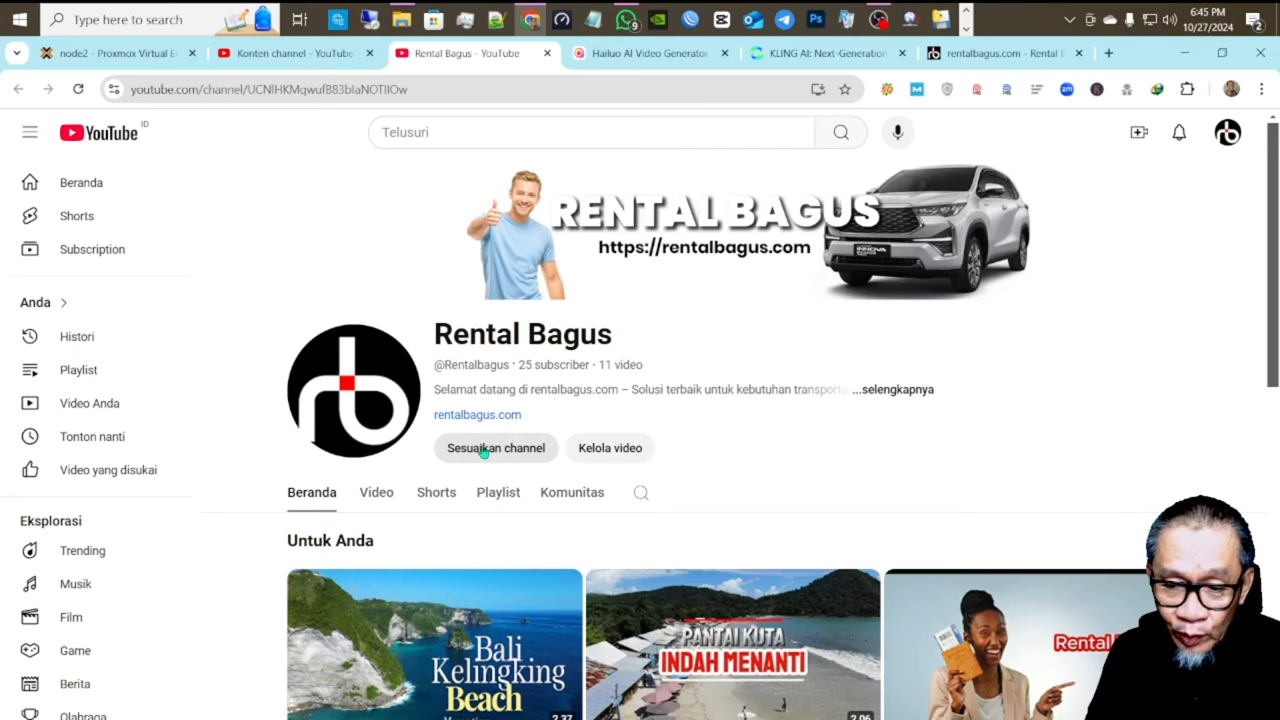 Type here to search
6:45 PM
10/27/2024
node2 - Proxmox Virtual E
Konten channel - YouTube
Rental Bagus - YouTube
Hailuo AI Video Generator
KLING AI: Next-Generation
rentalbagus.com - Rental
YouTube ID
Telusuri
Beranda
Shorts
Subscription
Anda
Histori
Playlist
Video Anda
Tonton nanti
Video yang disukai
Eksplorasi
Trending
Musik
Film
Game
Berita
Olahraga
RENTAL BAGUS
https://rentalbagus.com
INNOVA
rb
Rental Bagus
@Rentalbagus · 25 subscriber · 11 video
Selamat datang di rentalbagus.com – Solusi terbaik untuk kebutuhan transporta ...selengkapnya
rentalbagus.com
Sesuaikan channel
Kelola video
Beranda
Video
Shorts
Playlist
Komunitas
Untuk Anda
Bali
Kelingking
Beach
2.37
PANTAI KUTA
INDAH MENANTI
2.06
Rental